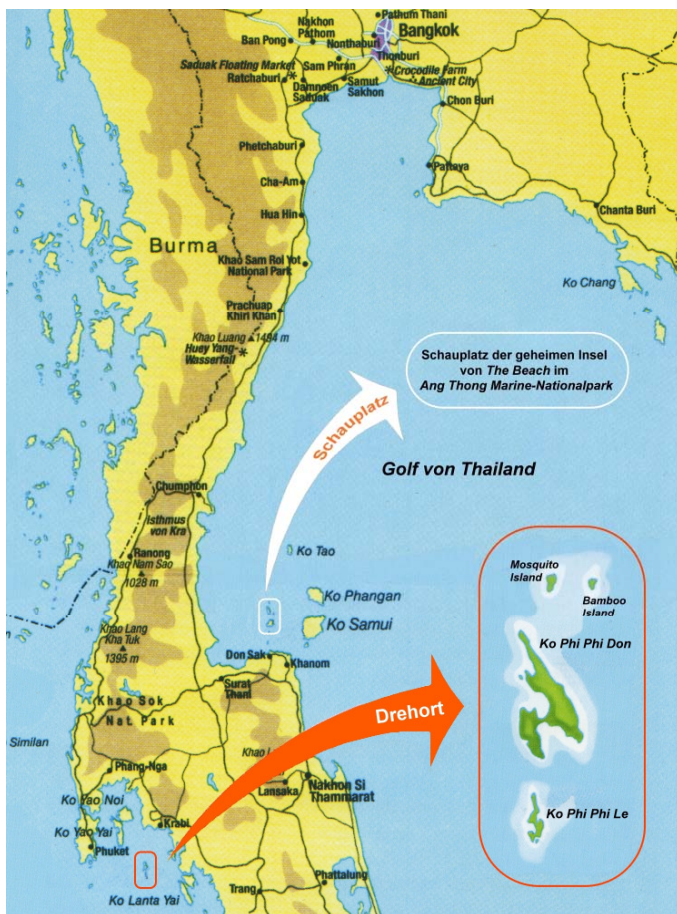 Pathum Thani
Nakhon
Pathom
Nonthaburi
Bangkok
Ban Pong
Thonburi
Saduak Floating Market
Sam Phran
Crocodile Farm
Ratchaburi
Ancient City
Damnoen
Saduak
Samut
Sakhon
Chon Buri
Phetchaburi
Pattaya
Cha-Am
Hua Hin
Chanta Buri
Burma
Khao Sam Roi Yot
National Park
Ko Chang
Prachuap
Khiri Khan
Khao Luang
1494 m
Huey Yang-
Wasserfall
Schauplatz der geheimen Insel
von The Beach im
Ang Thong Marine-Nationalpark
Schauplatz
Golf von Thailand
Chumphon
Isthmus
von Kra
Ranong
Khao Nam Sao
1028 m
Ko Tao
Mosquito
Island
Bamboo
Island
Ko Phangan
Ko Samui
Khao Lang
Kha Tuk
1395 m
Don Sak
Khanom
Ko Phi Phi Don
Surat
Thani
Khao Sok
Nat. Park
Drehort
Similan
Khao
Phang-Nga
Lansaka
Nakhon Si
Thammarat
Ko Yao Noi
Krabi
Ko Phi Phi Le
Ko Yao Yai
Phuket
Ko Lanta Yai
Trang
Phattalung